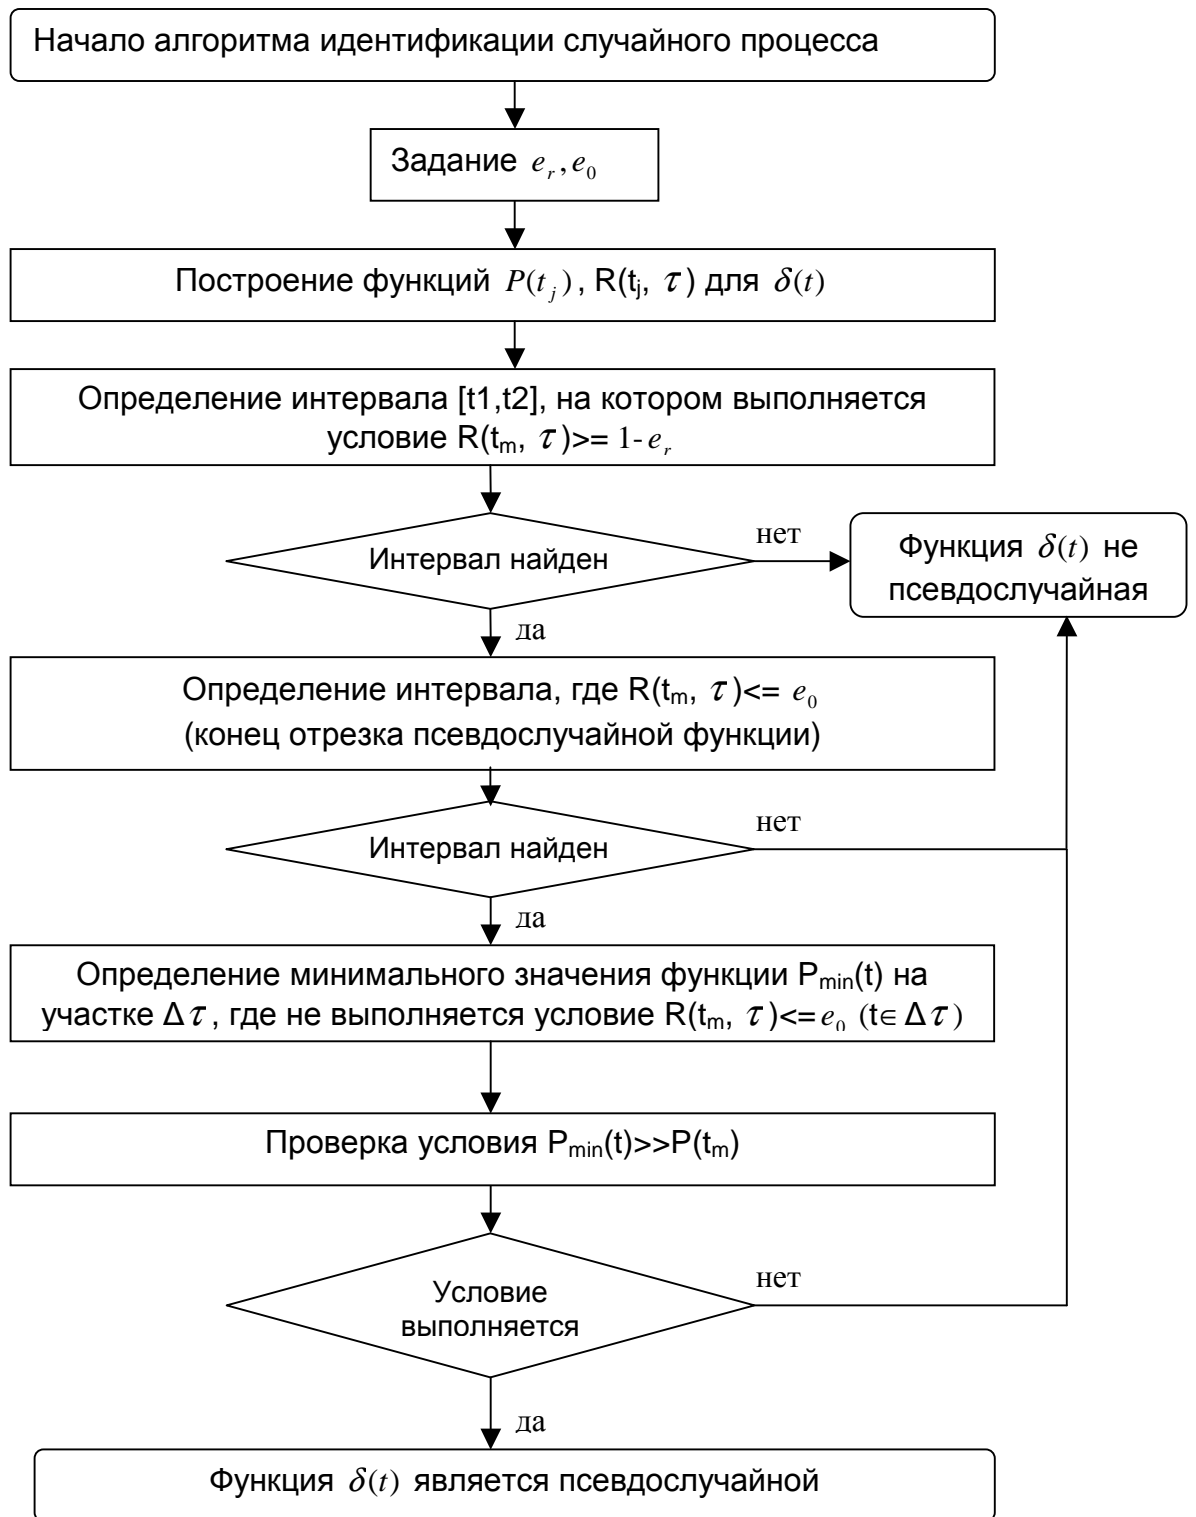 Начало алгоритма идентификации случайного процесса
Задание e_r, e_0
Построение функций P(t_j), R(t_j, τ) для δ(t)
Определение интервала [t1,t2], на котором выполняется
условие R(t_m, τ)>= 1-e_r
Интервал найден
нет
Функция δ(t) не
псевдослучайная
да
Определение интервала, где R(t_m, τ)<= e_0
(конец отрезка псевдослучайной функции)
Интервал найден
нет
да
Определение минимального значения функции P_min(t) на
участке Δτ, где не выполняется условие R(t_m, τ)<=e_0 (t∈Δτ)
Проверка условия P_min(t)>>P(t_m)
Условие
выполняется
нет
да
Функция δ(t) является псевдослучайной